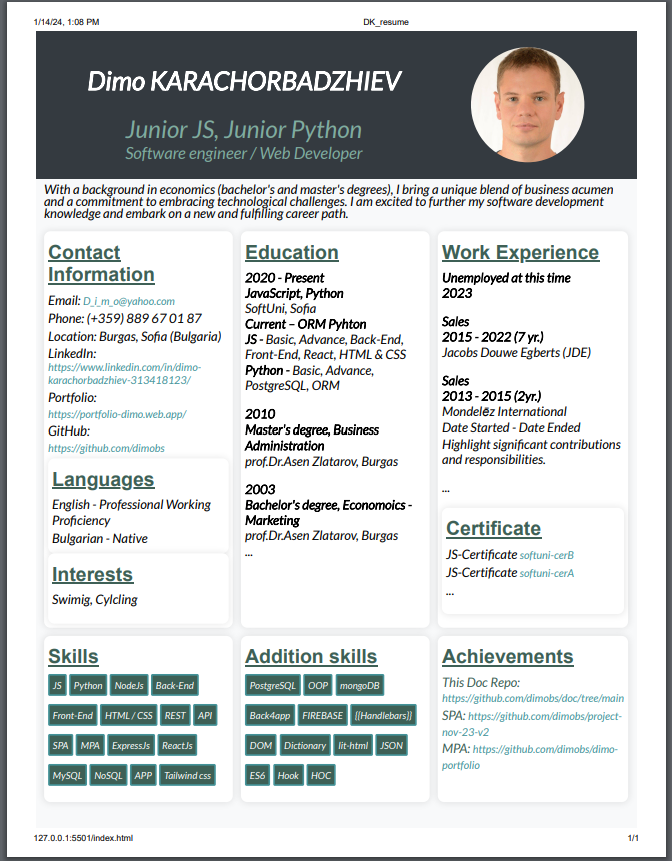 1/14/24, 1:08 PM
DK_resume
Dimo KARACHORBADZHIEV
Junior JS, Junior Python
Software engineer / Web Developer
With a background in economics (bachelor's and master's degrees), I bring a unique blend of business acumen
and a commitment to embracing technological challenges. I am excited to further my software development
knowledge and embark on a new and fulfilling career path.
Contact
Information
Email: D_i_m_o@yahoo.com
Phone: (+359) 889 67 01 87
Location: Burgas, Sofia (Bulgaria)
LinkedIn:
https://www.linkedin.com/in/dimo-
karachorbadzhiev-313418123/
Portfolio:
https://portfolio-dimo.web.app/
GitHub:
https://github.com/dimobs
Languages
English - Professional Working
Proficiency
Bulgarian - Native
Interests
Swimig, Cylcling
Education
2020 - Present
JavaScript, Python
SoftUni, Sofia
Current – ORM Pyhton
JS - Basic, Advance, Back-End,
Front-End, React, HTML & CSS
Python - Basic, Advance,
PostgreSQL, ORM
2010
Master's degree, Business
Administration
prof.Dr.Asen Zlatarov, Burgas
2003
Bachelor's degree, Economoics -
Marketing
prof.Dr.Asen Zlatarov, Burgas
...
Work Experience
Unemployed at this time
2023
Sales
2015 - 2022 (7 yr.)
Jacobs Douwe Egberts (JDE)
Sales
2013 - 2015 (2yr.)
Mondelēz International
Date Started - Date Ended
Highlight significant contributions
and responsibilities.
...
Certificate
JS-Certificate softuni-cerB
JS-Certificate softuni-cerA
...
Skills
JS Python NodeJs Back-End
Front-End HTML / CSS REST API
SPA MPA ExpressJs ReactJs
MySQL NoSQL APP Tailwind css
Addition skills
PostgreSQL OOP mongoDB
Back4app FIREBASE [[Handlebars]]
DOM Dictionary lit-html JSON
ES6 Hook HOC
Achievements
This Doc Repo:
https://github.com/dimobs/doc/tree/main
SPA: https://github.com/dimobs/project-
nov-23-v2
MPA: https://github.com/dimobs/dimo-
portfolio
127.0.0.1:5501/index.html
1/1